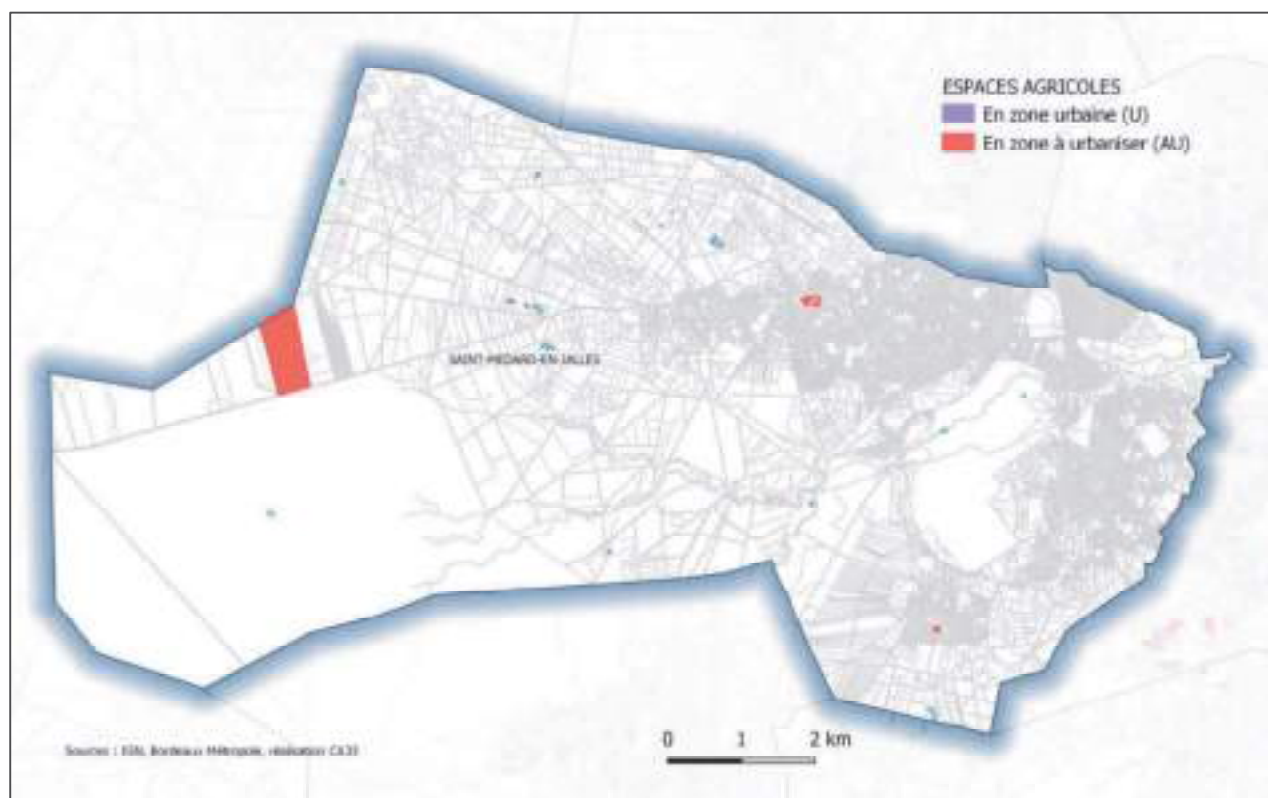 ESPACES AGRICOLES
En zone urbaine (U)
En zone à urbaniser (AU)
SAINT-MEDARD-EN-JALLES
0 1 2 km
Sources : IGN, Bordeaux Métropole, réalisation CA33